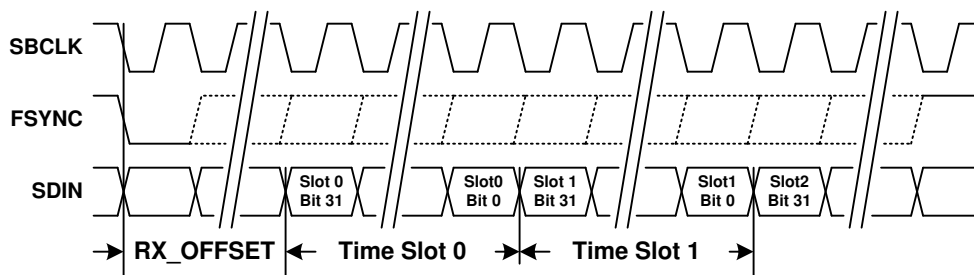 SBCLK
FSYNC
SDIN
Slot 0
Bit 31
Slot0
Bit 0
Slot 1
Bit 31
Slot1
Bit 0
Slot2
Bit 31
RX_OFFSET
Time Slot 0
Time Slot 1